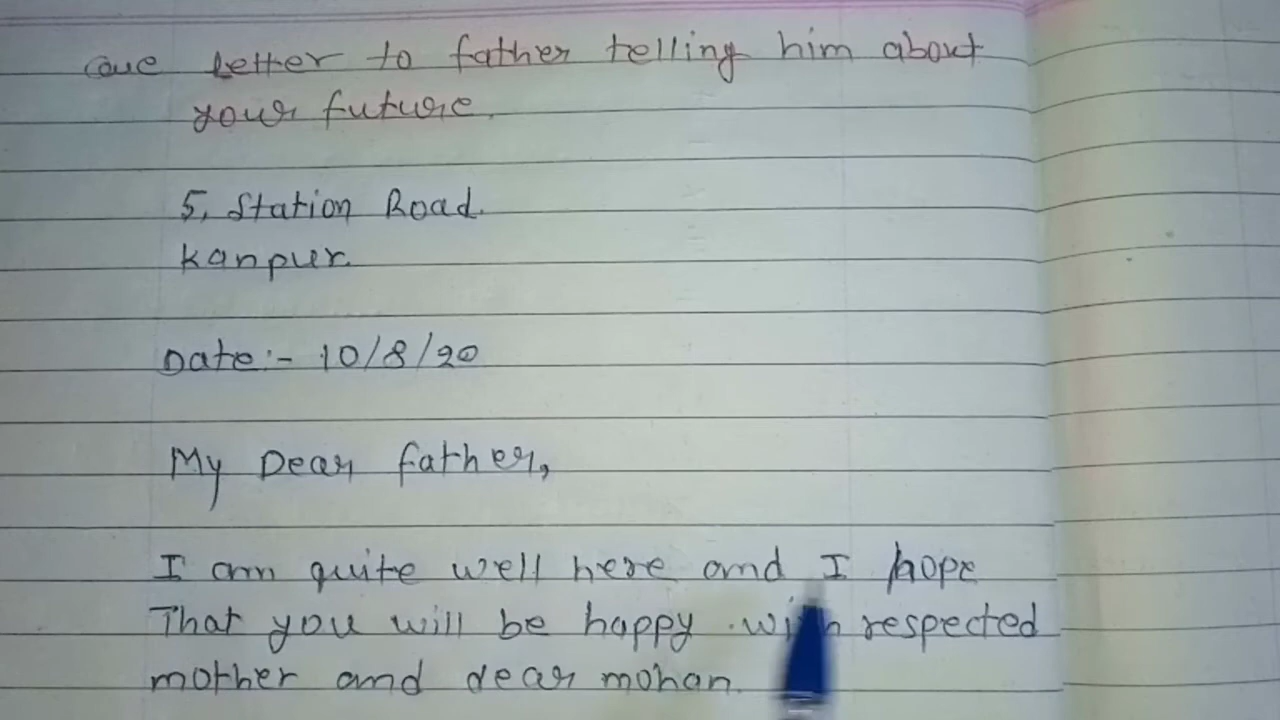 letter to father telling him about
your future.
5, Station Road.
Kanpur.
Date:- 10/8/20
My Dear father,
I am quite well here and I hope
That you will be happy with respected
mother and dear mohan.